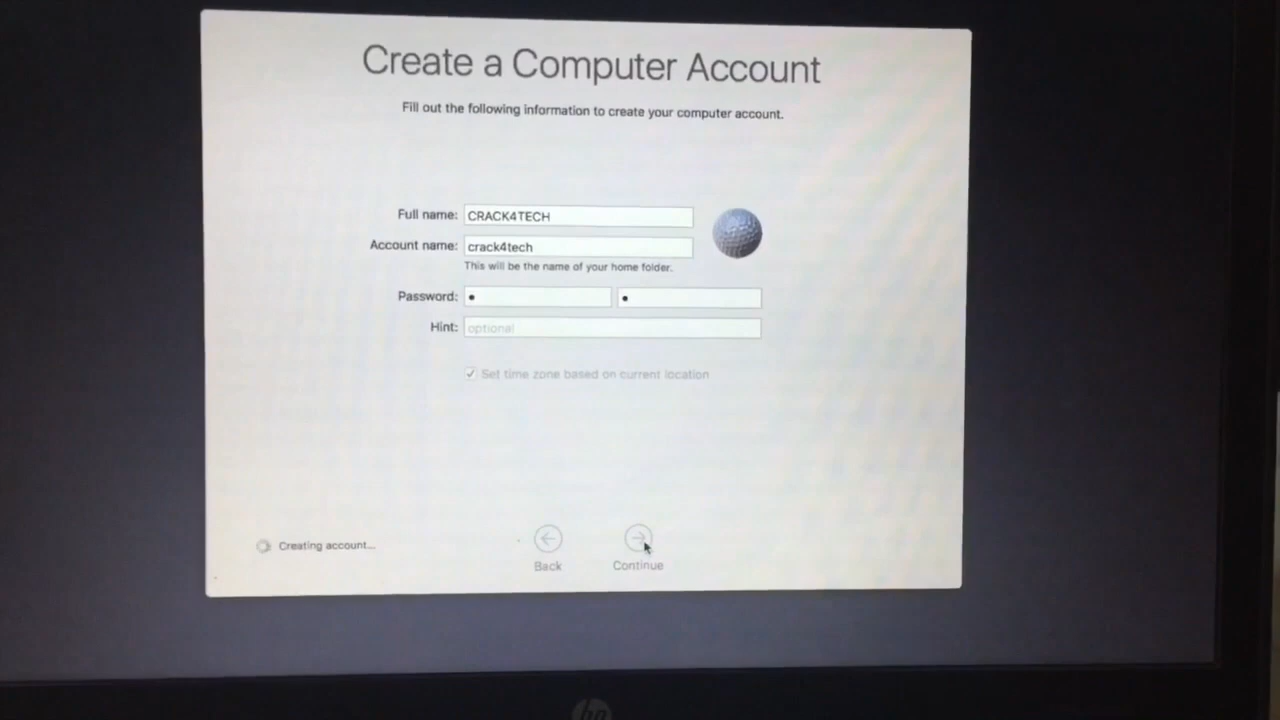 Create a Computer Account
Fill out the following information to create your computer account.
Full name: CRACK4TECH
Account name: crack4tech
This will be the name of your home folder.
Password: • •
Hint: optional
Set time zone based on current location
Creating account...
Back
Continue
hp